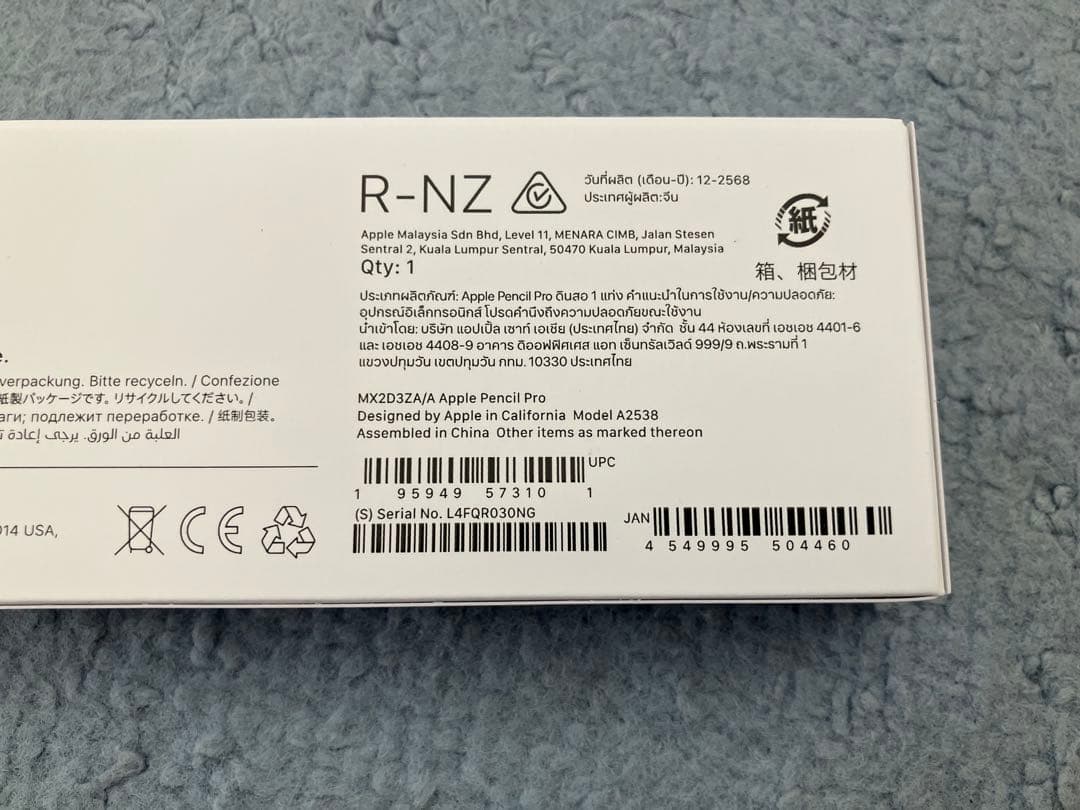 e.
verpackung. Bitte recyceln. / Confezione
紙製パッケージです。リサイクルしてください。/
аги; подлежит переработке. / 纸制包装。
العلبة من الورق. يرجى إعادة
014 USA,
CE
R-NZ
วันที่ผลิต (เดือน-ปี): 12-2568
ประเทศผู้ผลิต:จีน
紙
箱、梱包材
Apple Malaysia Sdn Bhd, Level 11, MENARA CIMB, Jalan Stesen
Sentral 2, Kuala Lumpur Sentral, 50470 Kuala Lumpur, Malaysia
Qty: 1
ประเภทผลิตภัณฑ์: Apple Pencil Pro ดินสอ 1 แท่ง คำแนะนำในการใช้งาน/ความปลอดภัย:
อุปกรณ์อิเล็กทรอนิกส์ โปรดคำนึงถึงความปลอดภัยขณะใช้งาน
นำเข้าโดย: บริษัท แอปเปิ้ล เซาท์ เอเชีย (ประเทศไทย) จำกัด ชั้น 44 ห้องเลขที่ เอชเอช 4401-6
และ เอชเอช 4408-9 อาคาร ดิออฟฟิศเศส แอท เซ็นทรัลเวิลด์ 999/9 ถ.พระรามที่ 1
แขวงปทุมวัน เขตปทุมวัน กทม. 10330 ประเทศไทย
MX2D3ZA/A Apple Pencil Pro
Designed by Apple in California Model A2538
Assembled in China Other items as marked thereon
UPC
1 95949 57310 1
(S) Serial No. L4FQR030NG
JAN
4 549995 504460